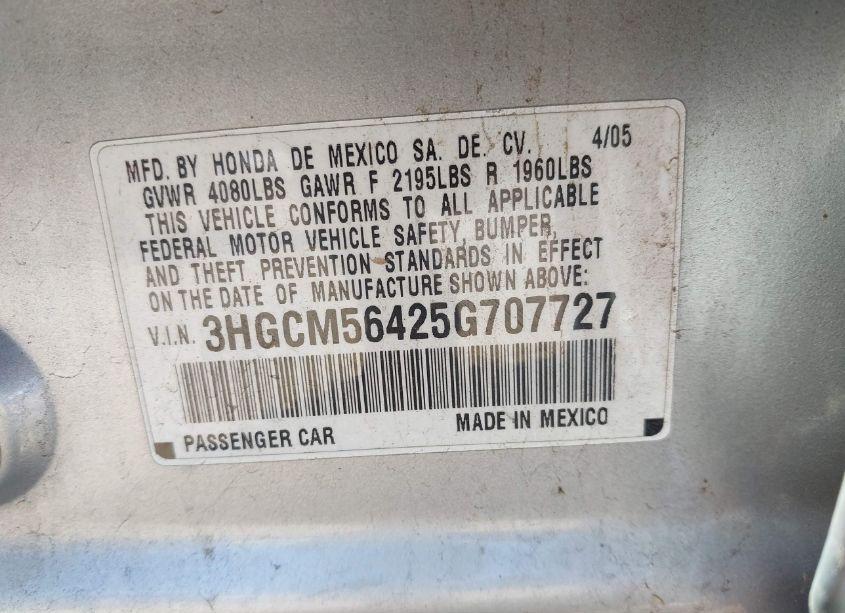 MFD. BY HONDA DE MEXICO SA. DE. CV. 4/05
GVWR 4080LBS GAWR F 2195LBS R 1960LBS
THIS VEHICLE CONFORMS TO ALL APPLICABLE
FEDERAL MOTOR VEHICLE SAFETY, BUMPER,
AND THEFT PREVENTION STANDARDS IN EFFECT
ON THE DATE OF MANUFACTURE SHOWN ABOVE:
V.I.N. 3HGCM56425G707727
PASSENGER CAR MADE IN MEXICO